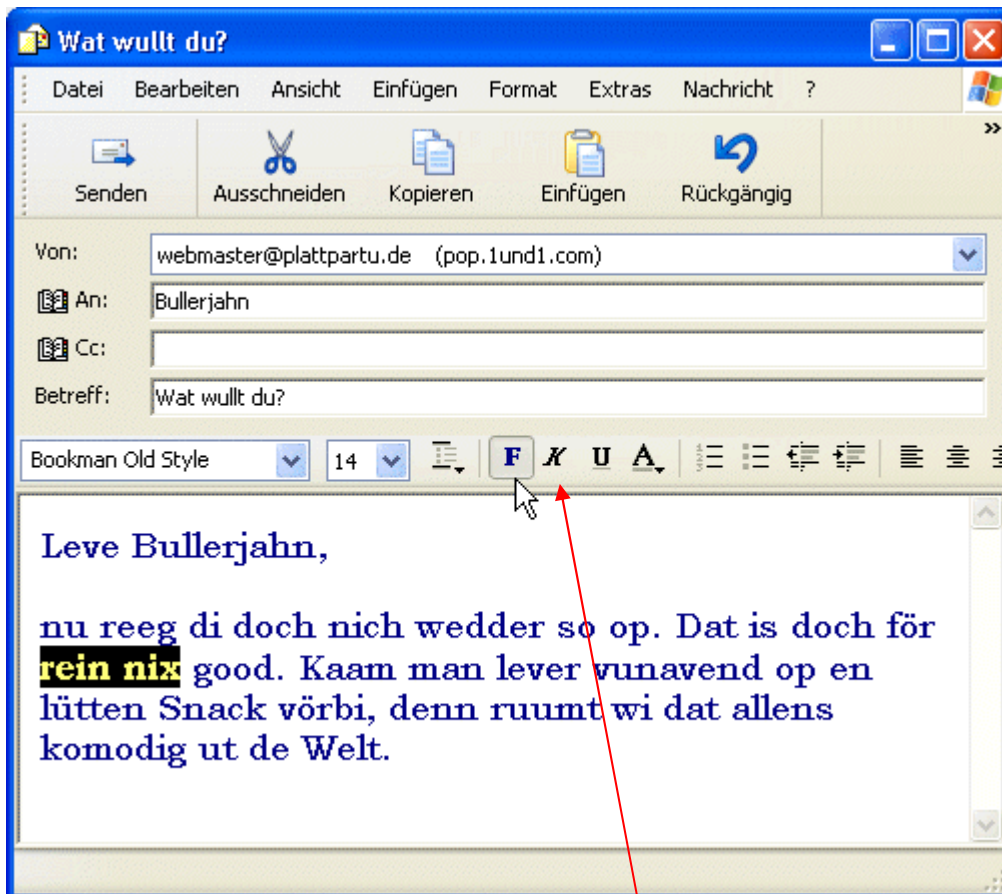 Wat wullt du?
Datei Bearbeiten Ansicht Einfügen Format Extras Nachricht ?
»
Senden Ausschneiden Kopieren Einfügen Rückgängig
Von: webmaster@plattpartu.de (pop.1und1.com)
An: Bullerjahn
Cc:
Betreff: Wat wullt du?
Bookman Old Style 14 F K U A
Leve Bullerjahn,
nu reeg di doch nich wedder so op. Dat is doch för
rein nix good. Kaam man lever vunavend op en
lütten Snack vörbi, denn ruumt wi dat allens
komodig ut de Welt.